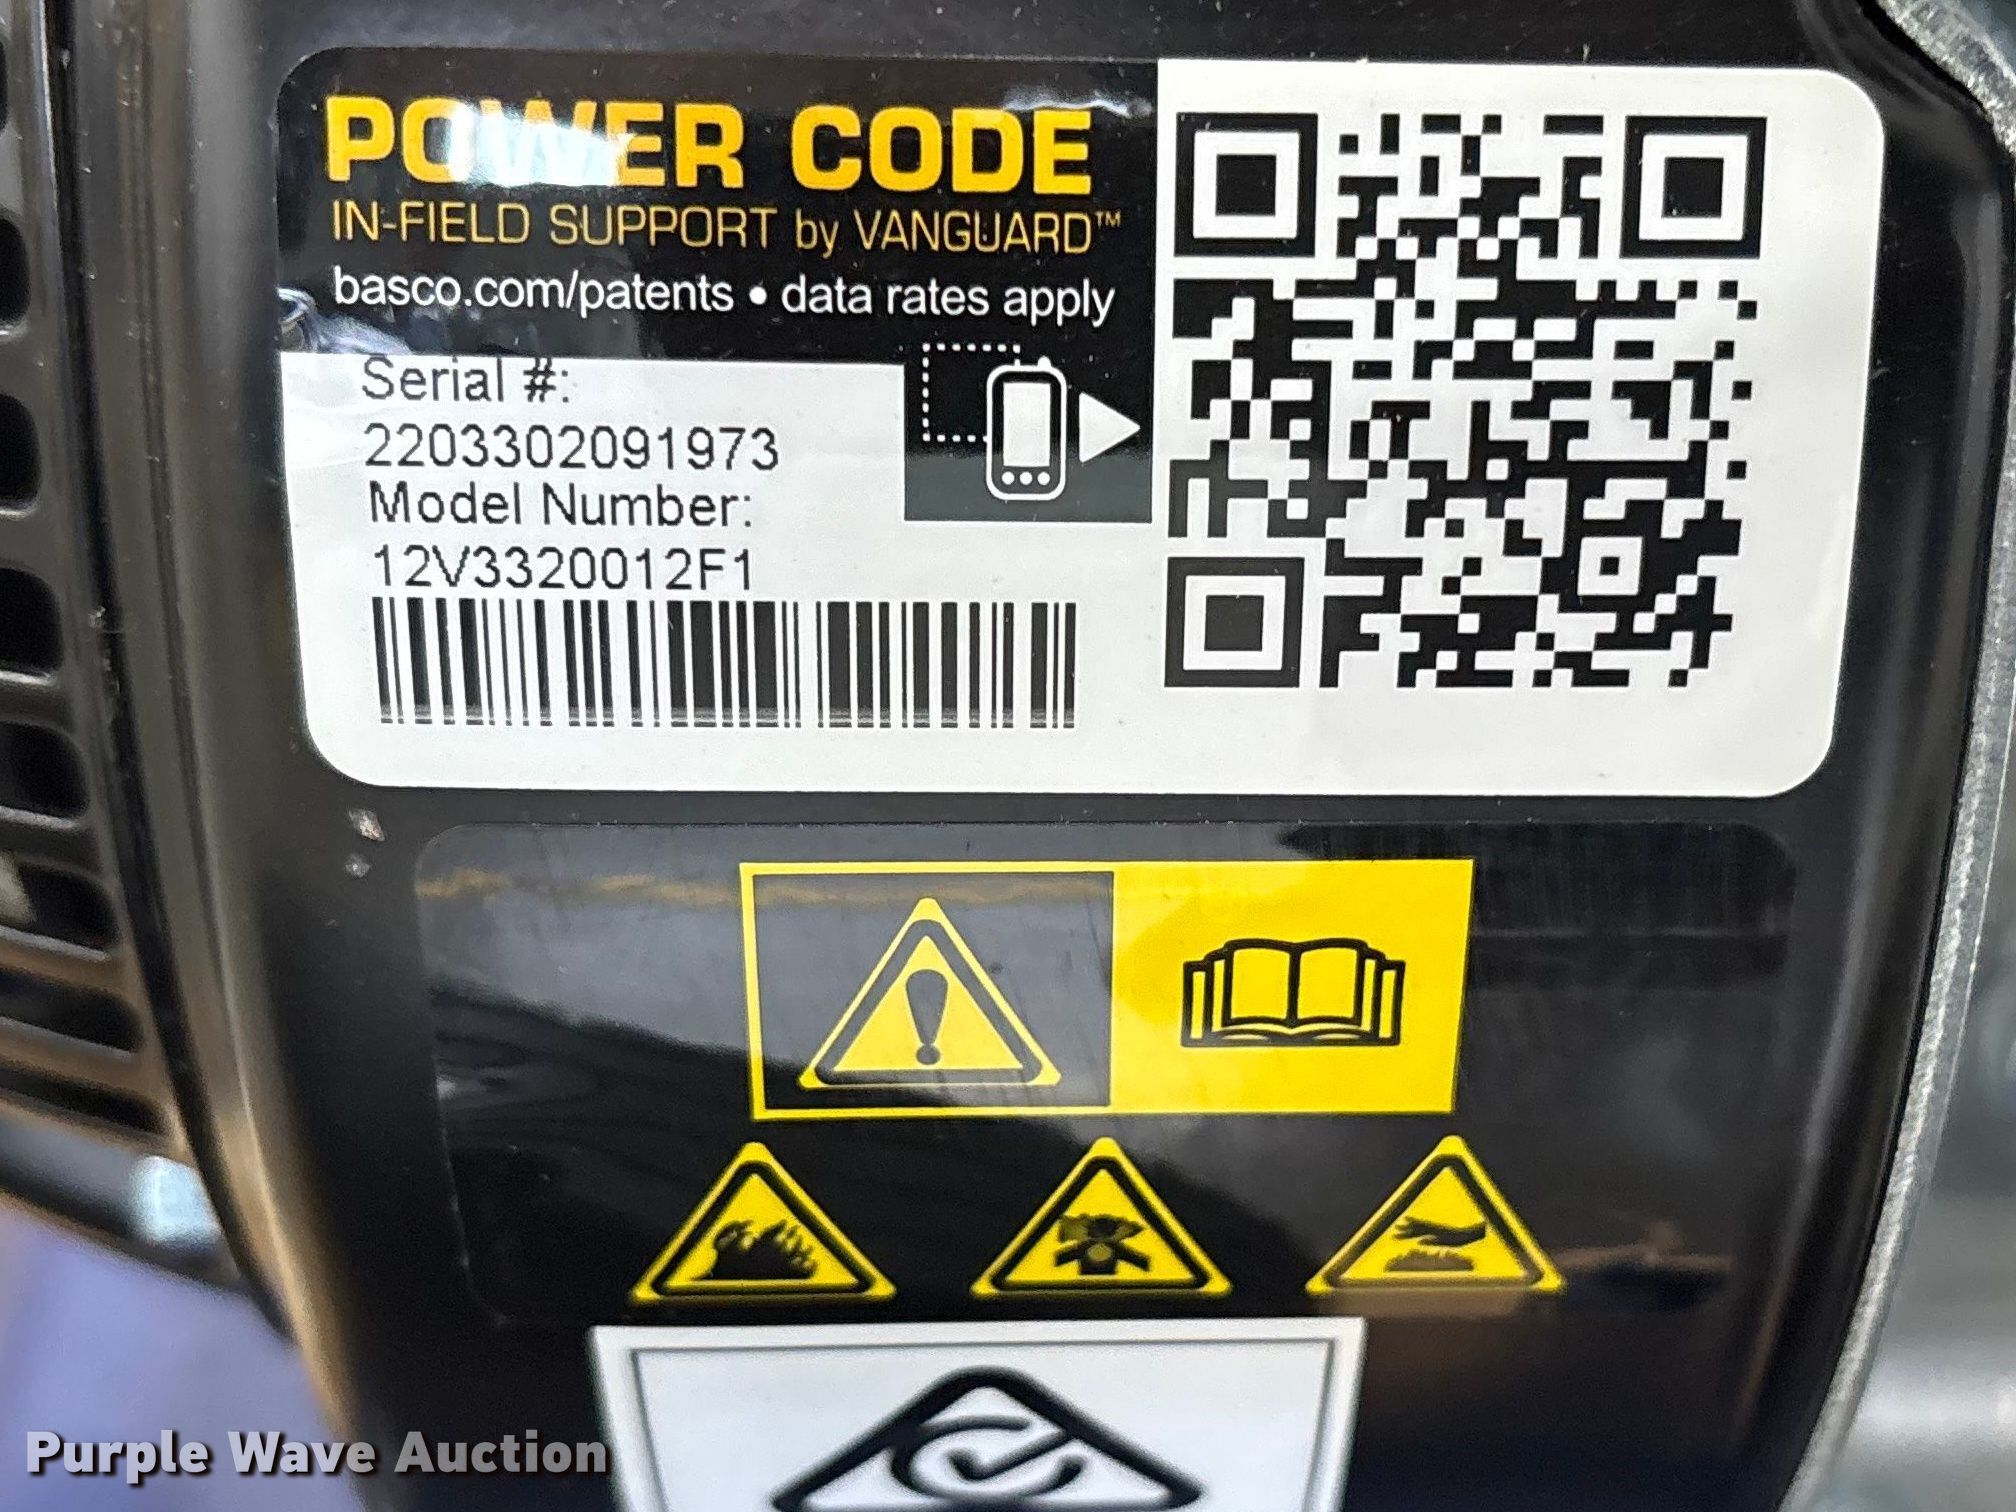 POWER CODE
IN-FIELD SUPPORT by VANGUARD™
basco.com/patents • data rates apply
Serial #:
2203302091973
Model Number:
12V3320012F1
Purple Wave Auction